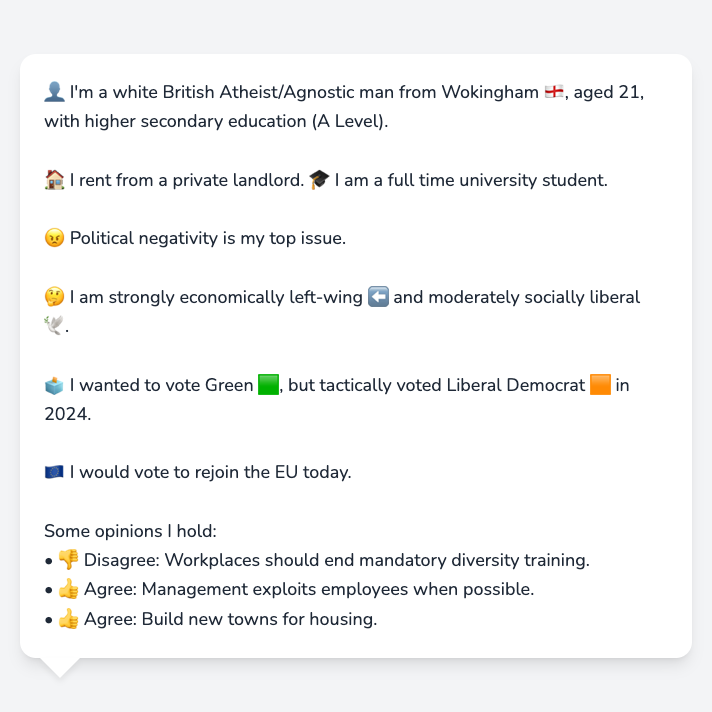 👤 I'm a white British Atheist/Agnostic man from Wokingham 🏴󠁧󠁢󠁥󠁮󠁧󠁿, aged 21,
with higher secondary education (A Level).
🏠 I rent from a private landlord. 🎓 I am a full time university student.
😠 Political negativity is my top issue.
🤔 I am strongly economically left-wing ⬅️ and moderately socially liberal
🕊️.
🗳️ I wanted to vote Green 🟩, but tactically voted Liberal Democrat 🟧 in
2024.
🇪🇺 I would vote to rejoin the EU today.
Some opinions I hold:
• 👎 Disagree: Workplaces should end mandatory diversity training.
• 👍 Agree: Management exploits employees when possible.
• 👍 Agree: Build new towns for housing.